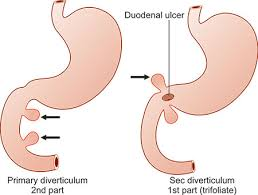 Duodenal ulcer
Primary diverticulum
2nd part
Sec diverticulum
1st part (trifoliate)